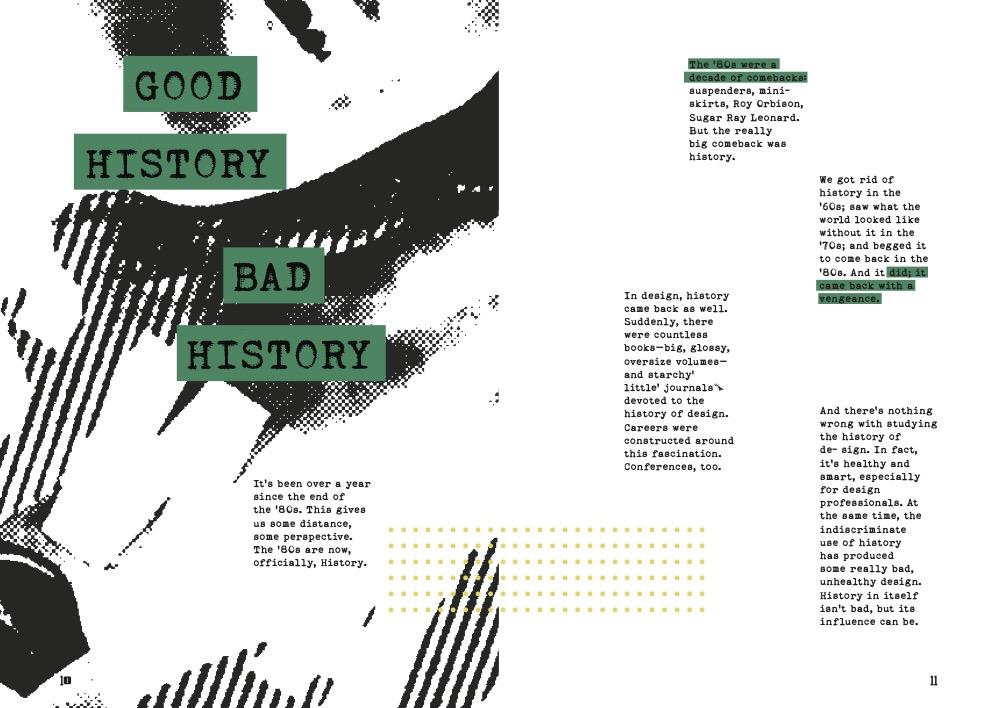 GOOD
HISTORY
BAD
HISTORY
It's been over a year
since the end of
the '80s. This gives
us some distance,
some perspective.
The '80s are now,
officially, History.
10
The '80s were a
decade of comebacks:
suspenders, mini-
skirts, Roy Orbison,
Sugar Ray Leonard.
But the really
big comeback was
history.
We got rid of
history in the
'60s; saw what the
world looked like
without it in the
'70s; and begged it
to come back in the
'80s. And it did; it
came back with a
vengeance.
In design, history
came back as well.
Suddenly, there
were countless
books—big, glossy,
oversize volumes—
and starchy'
little' journals
devoted to the
history of design.
Careers were
constructed around
this fascination.
Conferences, too.
And there's nothing
wrong with studying
the history of
de- sign. In fact,
it's healthy and
smart, especially
for design
professionals. At
the same time, the
indiscriminate
use of history
has produced
some really bad,
unhealthy design.
History in itself
isn't bad, but its
influence can be.
11